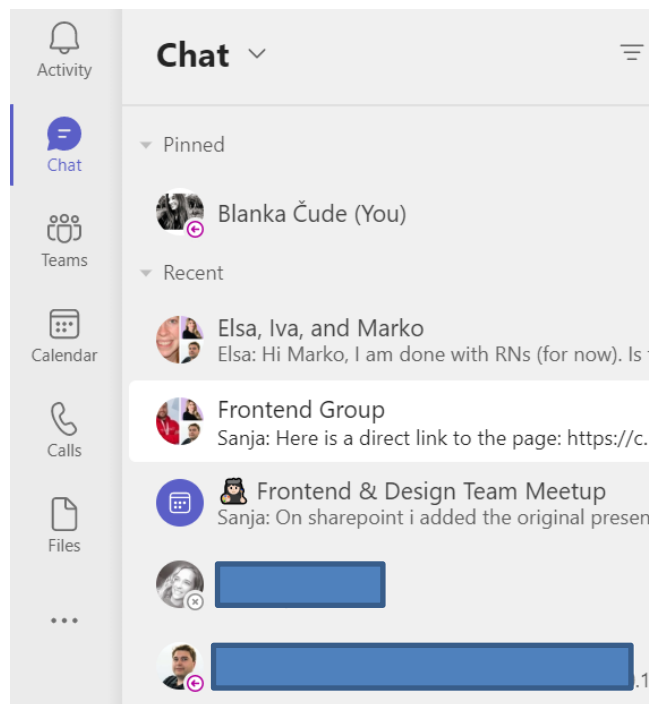 Activity
Chat
Teams
Calendar
Calls
Files
Chat
Pinned
Blanka Čude (You)
Recent
Elsa, Iva, and Marko
Elsa: Hi Marko, I am done with RNs (for now). Is
Frontend Group
Sanja: Here is a direct link to the page: https://c.
Frontend & Design Team Meetup
Sanja: On sharepoint i added the original presen